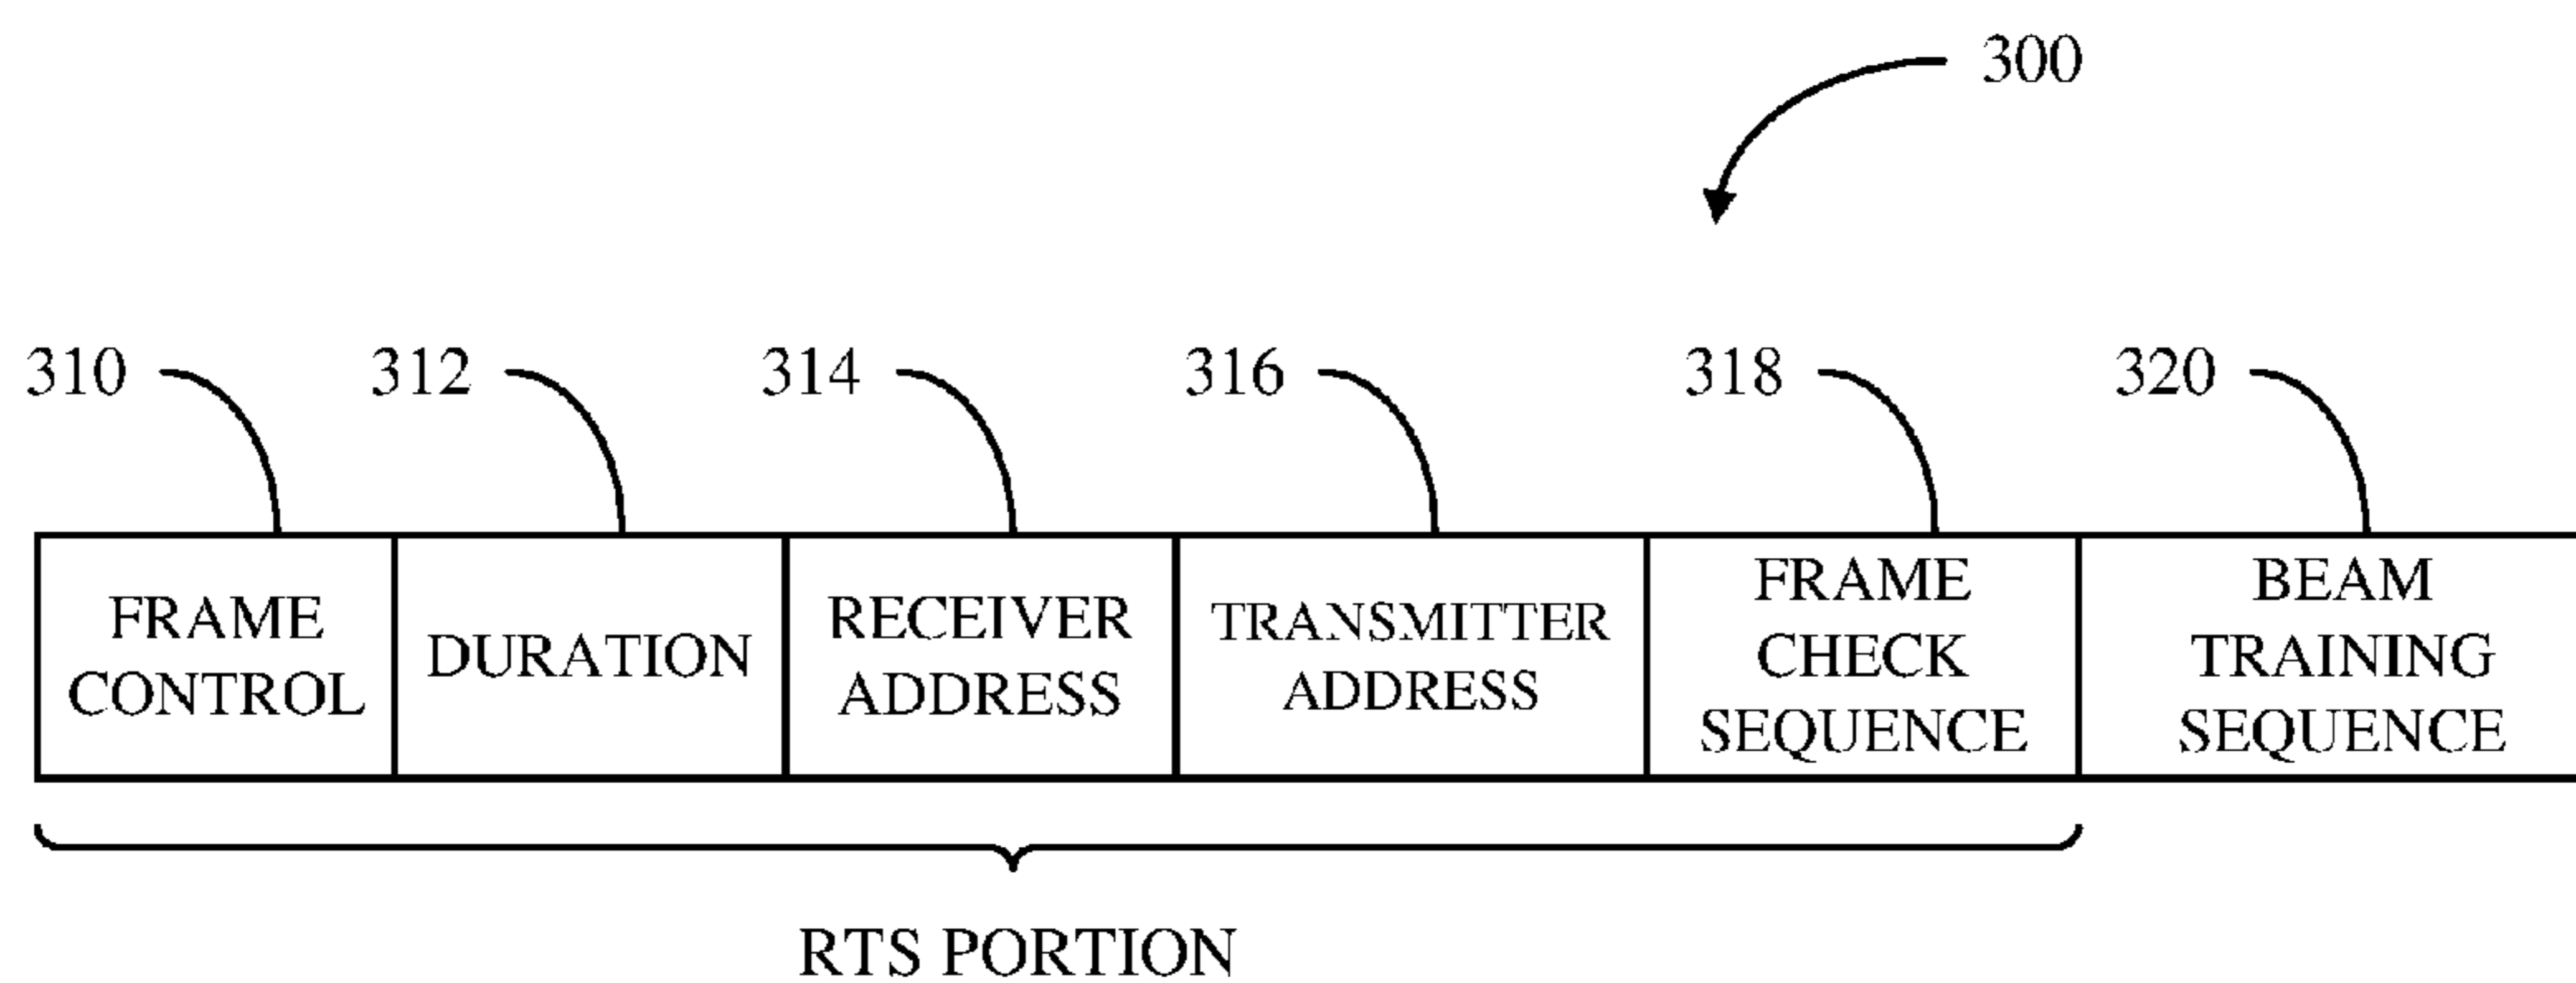 300
310
312
314
316
318
320
FRAME
CONTROL
DURATION
RECEIVER
ADDRESS
TRANSMITTER
ADDRESS
FRAME
CHECK
SEQUENCE
BEAM
TRAINING
SEQUENCE
RTS PORTION